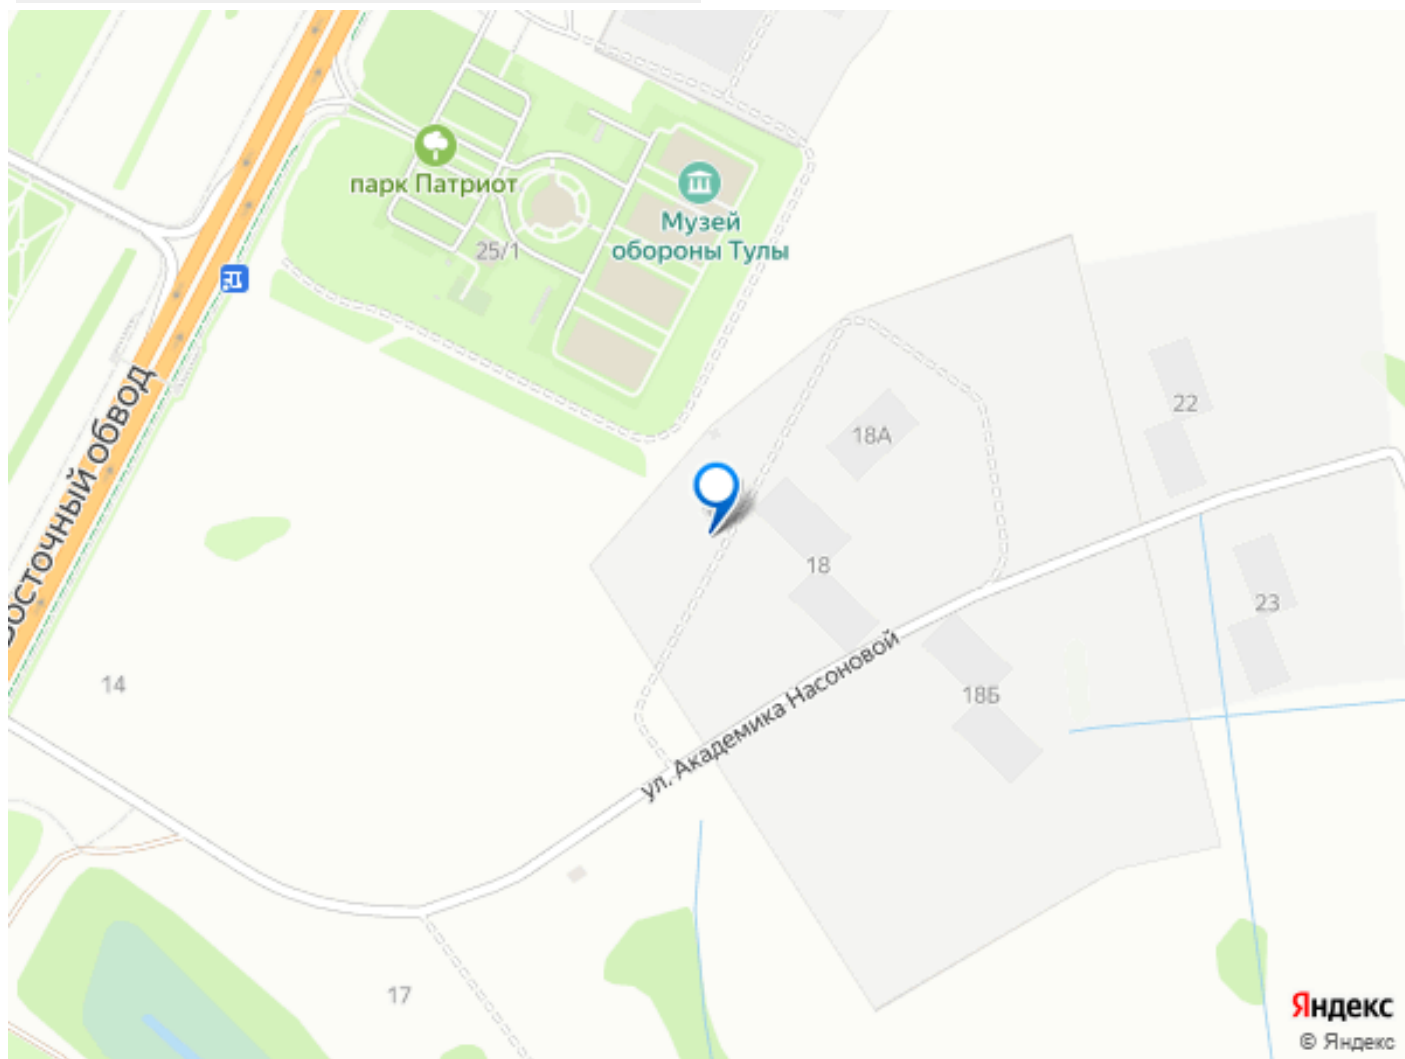 парк Патриот
Музей
обороны Тулы
25/1
Восточный обвод
22
18А
18
23
ул. Академика Насоновой
14
18Б
17
Яндекс
© Яндекс